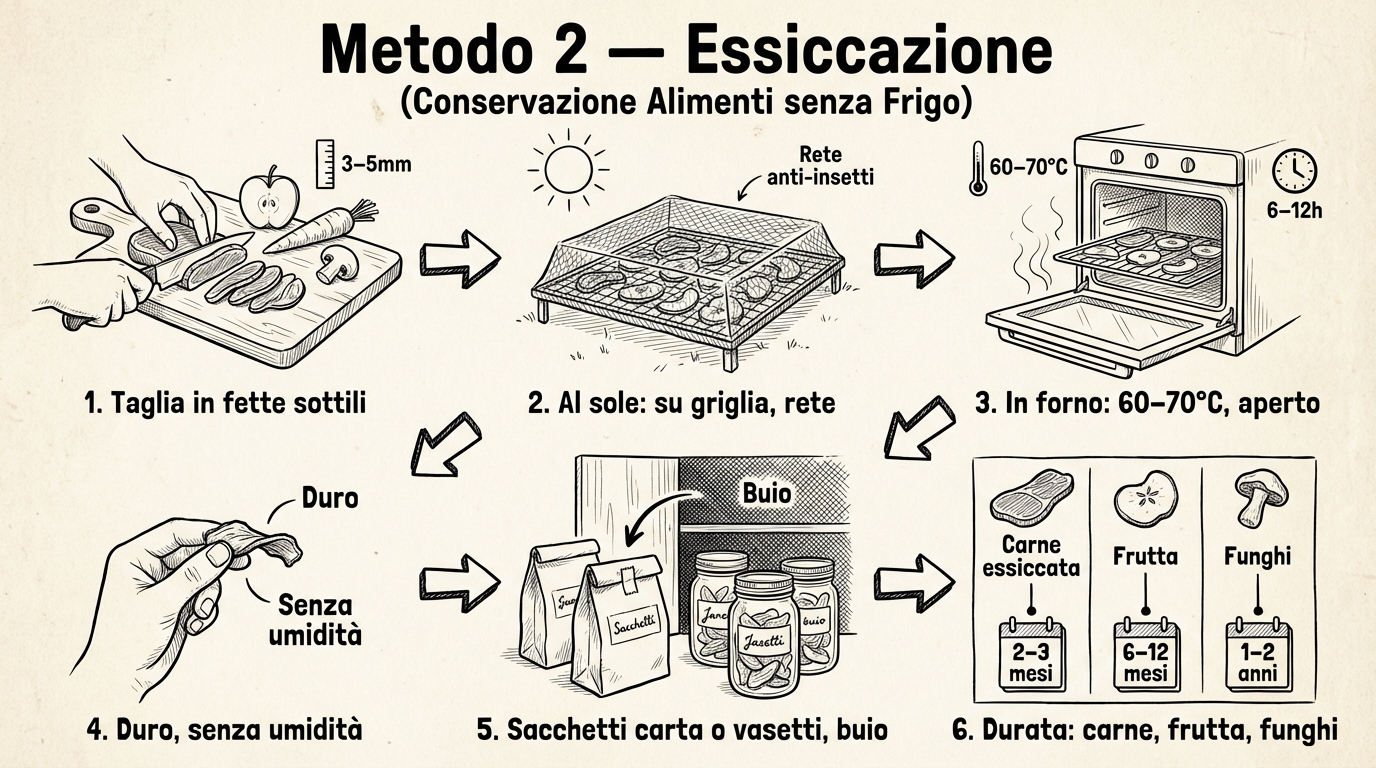 Metodo 2 — Essiccazione
(Conservazione Alimenti senza Frigo)
3–5mm
1. Taglia in fette sottili
Rete
anti-insetti
2. Al sole: su griglia, rete
60–70°C
6–12h
3. In forno: 60–70°C, aperto
Duro
Senza
umidità
4. Duro, senza umidità
Buio
Sacchetti
Jasetti
buio
5. Sacchetti carta o vasetti, buio
Carne
essiccata
2–3
mesi
Frutta
6–12
mesi
Funghi
1–2
anni
6. Durata: carne, frutta, funghi